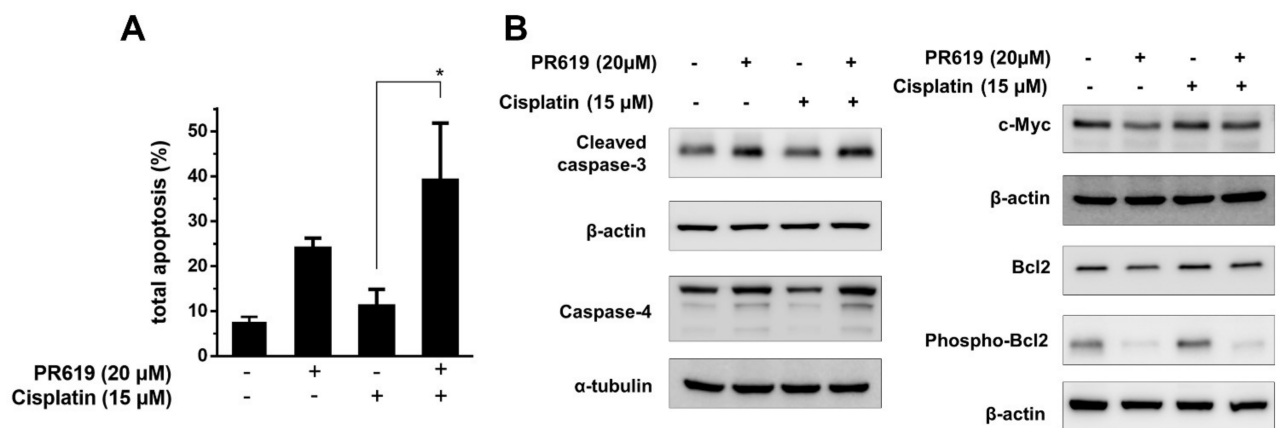 A
*
total apoptosis (%)
50
40
30
20
10
0
PR619 (20 µM) - + - +
Cisplatin (15 µM) - - + +
B
PR619 (20µM) - + - +
Cisplatin (15 µM) - - + +
Cleaved
caspase-3
β-actin
Caspase-4
α-tubulin
PR619 (20µM) - + - +
Cisplatin (15 µM) - - + +
c-Myc
β-actin
Bcl2
Phospho-Bcl2
β-actin